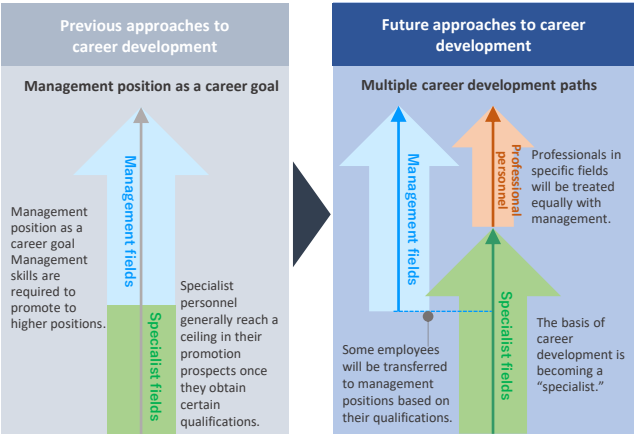 Previous approaches to
career development
Management position as a career goal
Management fields
Management
position as a
career goal
Management
skills are
required to
promote to
higher positions.
Specialist
personnel
generally reach a
ceiling in their
promotion
prospects once
they obtain
certain
qualifications.
Specialist fields
Future approaches to career
development
Multiple career development paths
Management fields
Professional
personnel
Professionals in
specific fields
will be treated
equally with
management.
Some employees
will be transferred
to management
positions based on
their qualifications.
Specialist fields
The basis of
career
development is
becoming a
“specialist.”